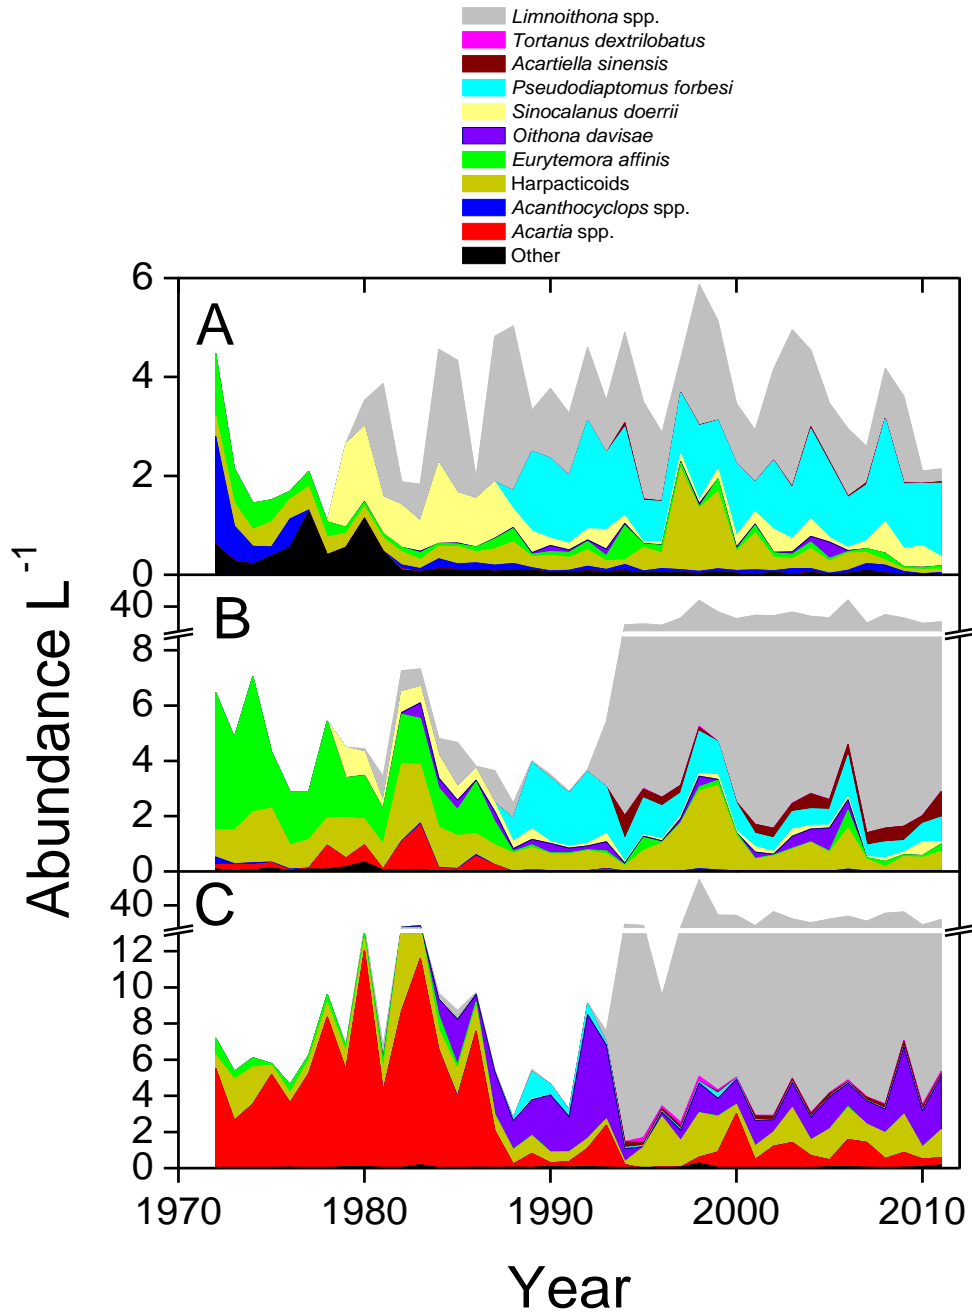 Limnoithona spp.
Tortanus dextrilobatus
Acartiella sinensis
Pseudodiaptomus forbesi
Sinocalanus doerrii
Oithona davisae
Eurytemora affinis
Harpacticoids
Acanthocyclops spp.
Acartia spp.
Other
6
A
4
2
0
40
B
8
6
4
2
0
40
C
12
10
8
6
4
2
0
Abundance L⁻¹
1970 1980 1990 2000 2010
Year